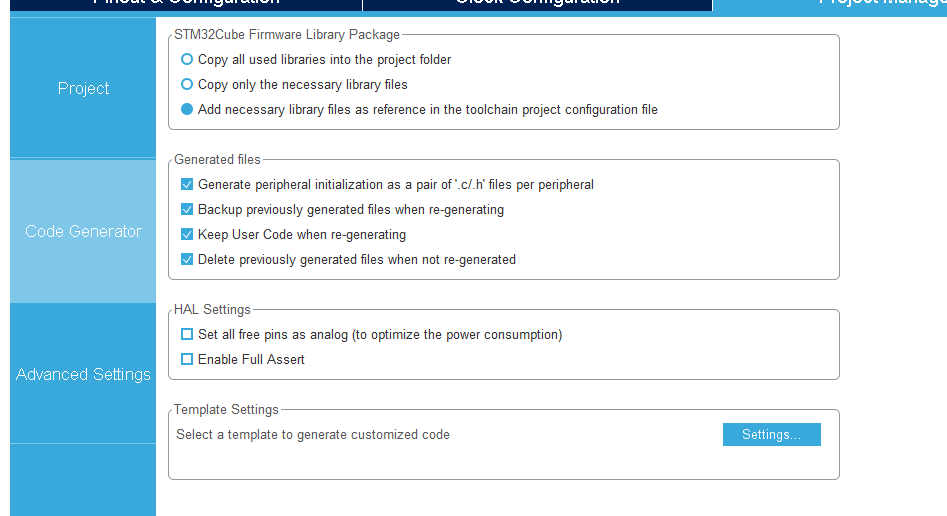 Pinout & Configuration
Clock Configuration
Project Manage
STM32Cube Firmware Library Package
Copy all used libraries into the project folder
Copy only the necessary library files
Add necessary library files as reference in the toolchain project configuration file
Project
Generated files
Generate peripheral initialization as a pair of '.c/.h' files per peripheral
Backup previously generated files when re-generating
Keep User Code when re-generating
Delete previously generated files when not re-generated
Code Generator
HAL Settings
Set all free pins as analog (to optimize the power consumption)
Enable Full Assert
Advanced Settings
Template Settings
Select a template to generate customized code
Settings...